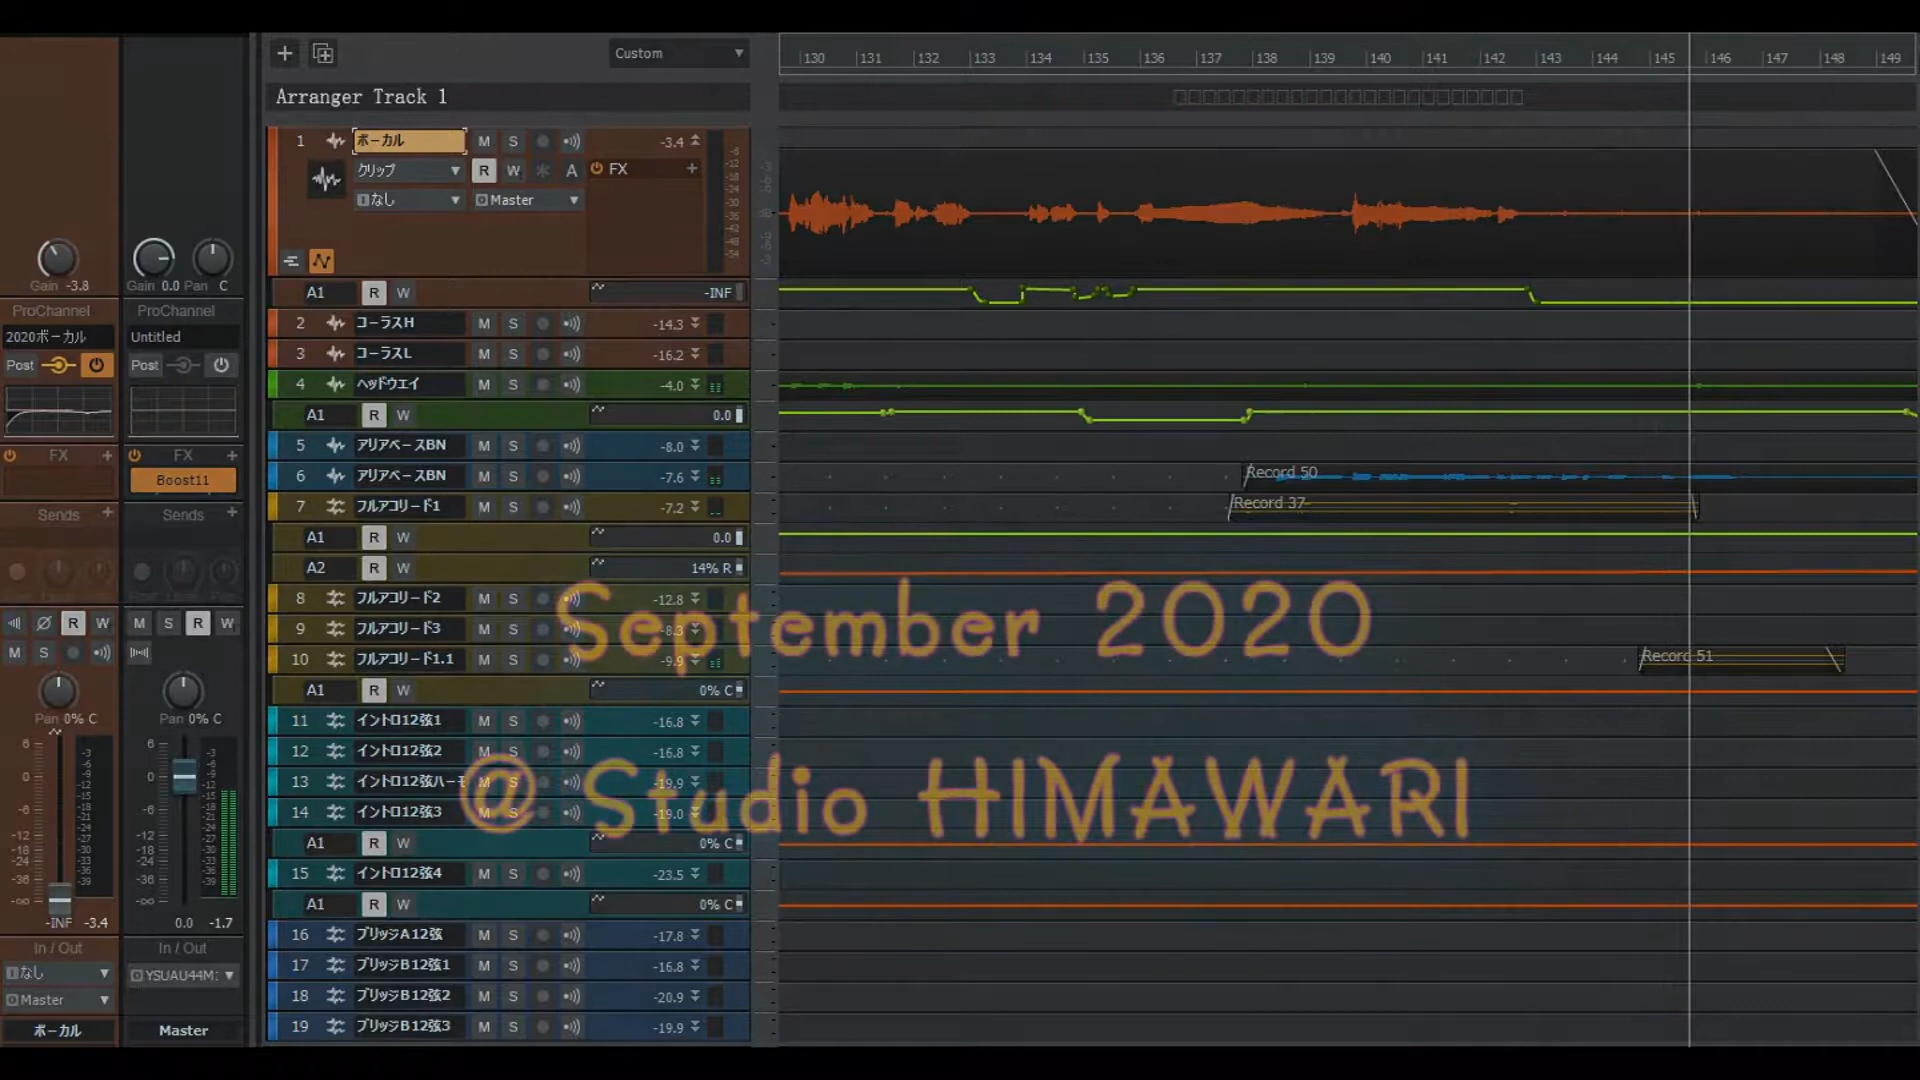 Custom
130 131 132 133 134 135 136 137 138 139 140 141 142 143 144 145 146 147 148 149
Arranger Track 1
1 ボーカル M S -3.4
クリップ R W A FX +
なし Master
A1 R W -INF
2 コーラスH M S -14.3
3 コーラスL M S -16.2
4 ヘッドウエイ M S -4.0
A1 R W 0.0
5 アリアベースBN M S -8.0
6 アリアベースBN M S -7.6
Record 50
7 フルアコリード1 M S -7.2
Record 37
A1 R W 0.0
A2 R W 14% R
8 フルアコリード2 M S -12.8
9 フルアコリード3 M S -8.3
10 フルアコリード1.1 M S -9.9
Record 51
A1 R W 0% C
11 イントロ12弦1 M S -16.8
12 イントロ12弦2 M S -16.8
13 イントロ12弦ハーモ M S -19.9
14 イントロ12弦3 M S -19.0
A1 R W 0% C
15 イントロ12弦4 M S -23.5
A1 R W 0% C
16 ブリッジA12弦 M S -17.8
17 ブリッジB12弦1 M S -16.8
18 ブリッジB12弦2 M S -20.9
19 ブリッジB12弦3 M S -19.9
September 2020
@ Studio HIMAWARI
Gain -3.8
ProChannel
2020ボーカル
Post
FX +
Sends +
R W
M S
Pan 0% C
-INF -3.4
In / Out
なし
Master
ボーカル
Gain 0.0 Pan C
ProChannel
Untitled
Post
FX +
Boost11
Sends +
M S R W
Pan 0% C
0.0 -1.7
In / Out
YSUAU44M:
Master